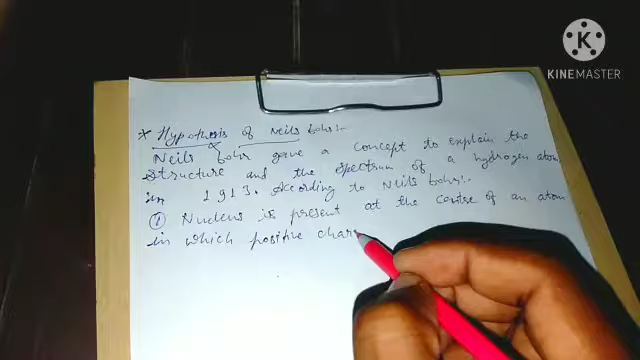 KINEMASTER
* Hypothesis of Neils bohr:-
Neils bohr gave a concept to explain the
structure and the spectrum of a hydrogen atom
in 1913. According to Neils bohr:-
① Nucleus is present at the centre of an atom
in which positive char